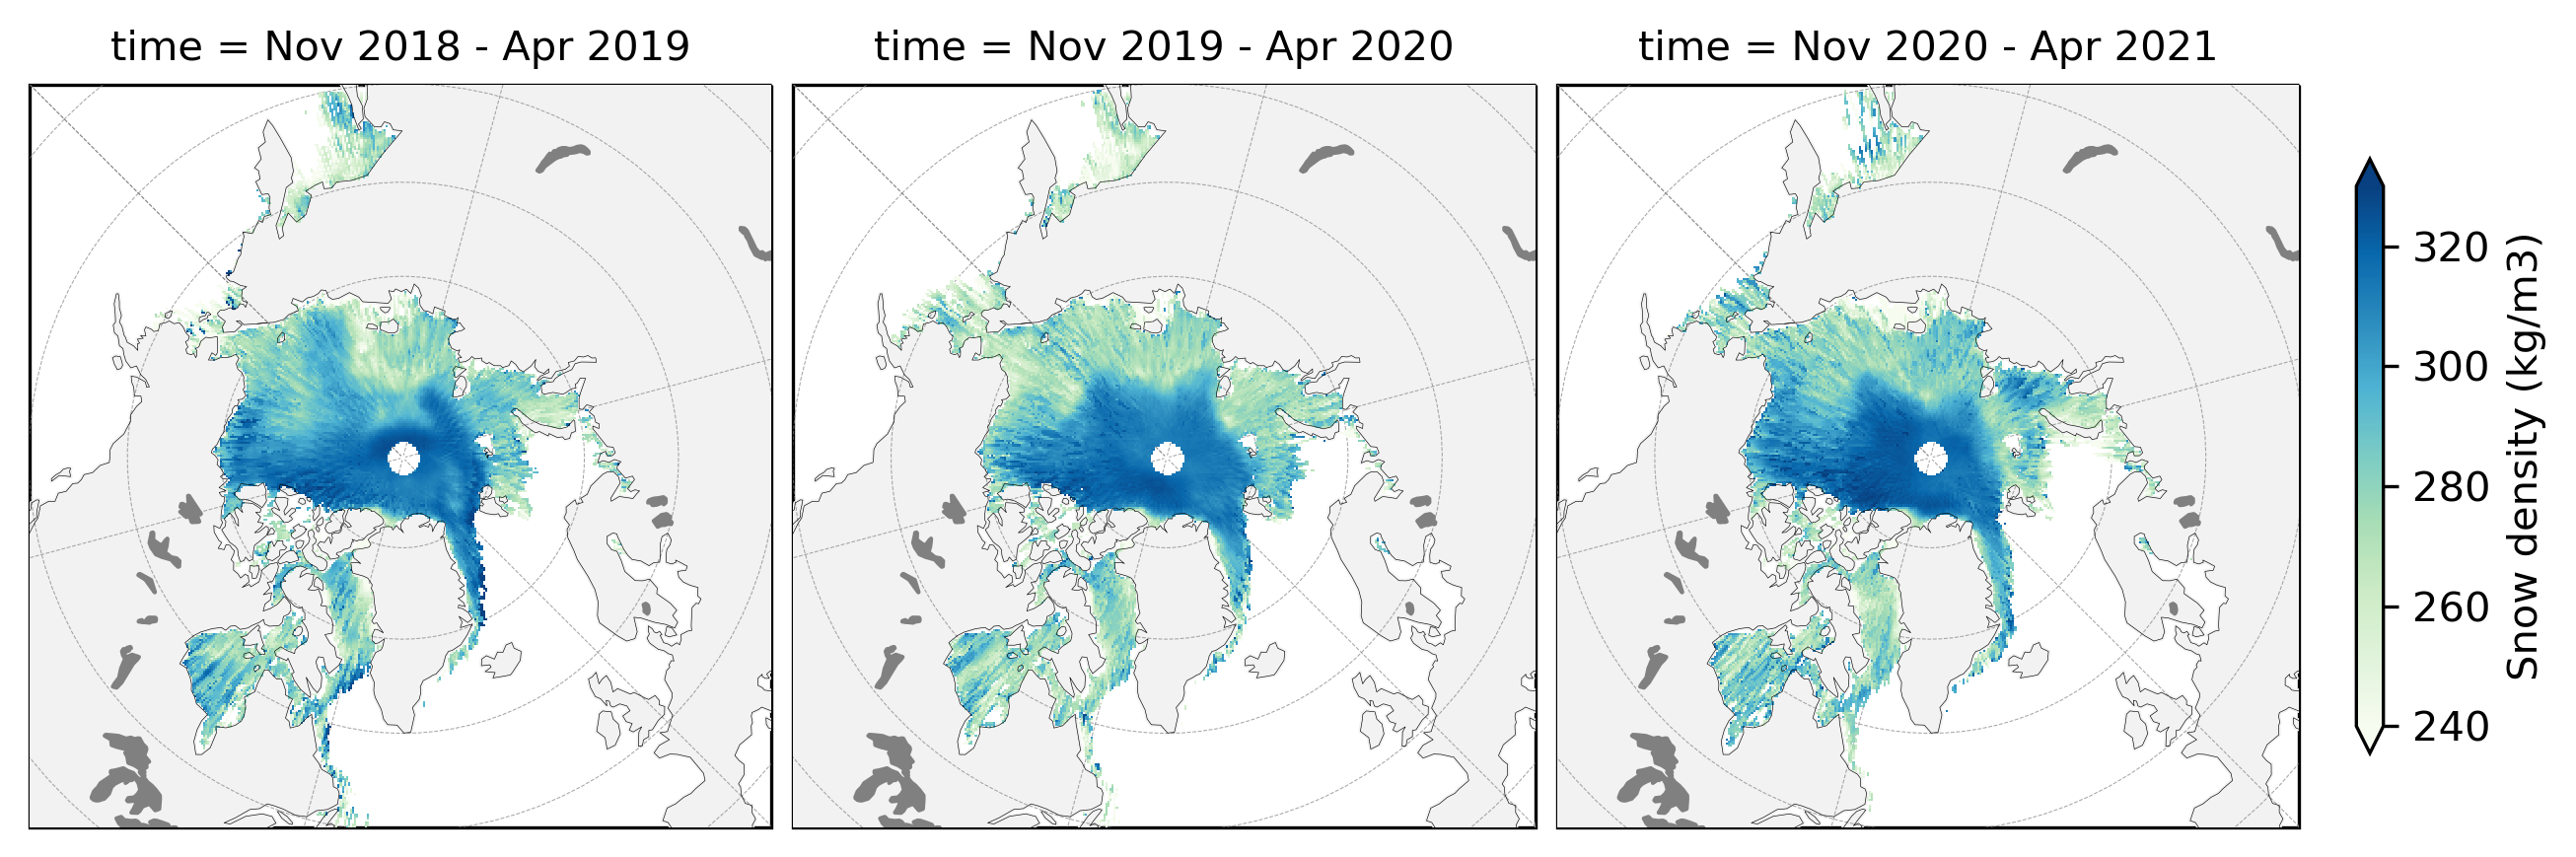 time = Nov 2018 - Apr 2019
time = Nov 2019 - Apr 2020
time = Nov 2020 - Apr 2021
320
300
280
260
240
Snow density (kg/m3)